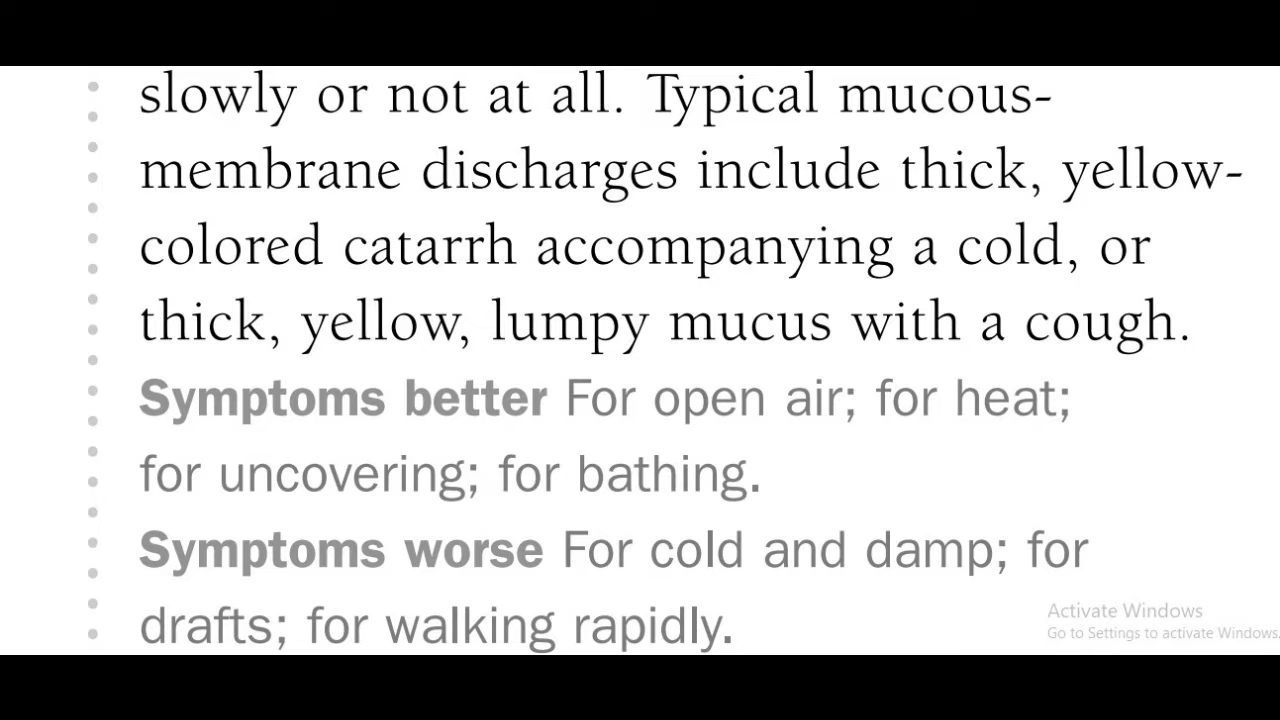 slowly or not at all. Typical mucous-
membrane discharges include thick, yellow-
colored catarrh accompanying a cold, or
thick, yellow, lumpy mucus with a cough.
Symptoms better For open air; for heat;
for uncovering; for bathing.
Symptoms worse For cold and damp; for
drafts; for walking rapidly.
Activate Windows
Go to Settings to activate Windows.